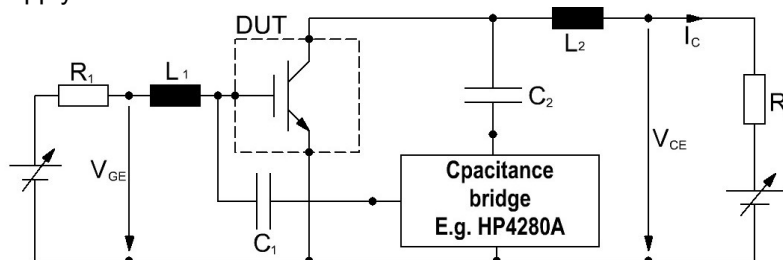 DUT
R1
L1
L2
IC
R
C2
VGE
VCE
Cpacitance
bridge
E.g. HP4280A
C1